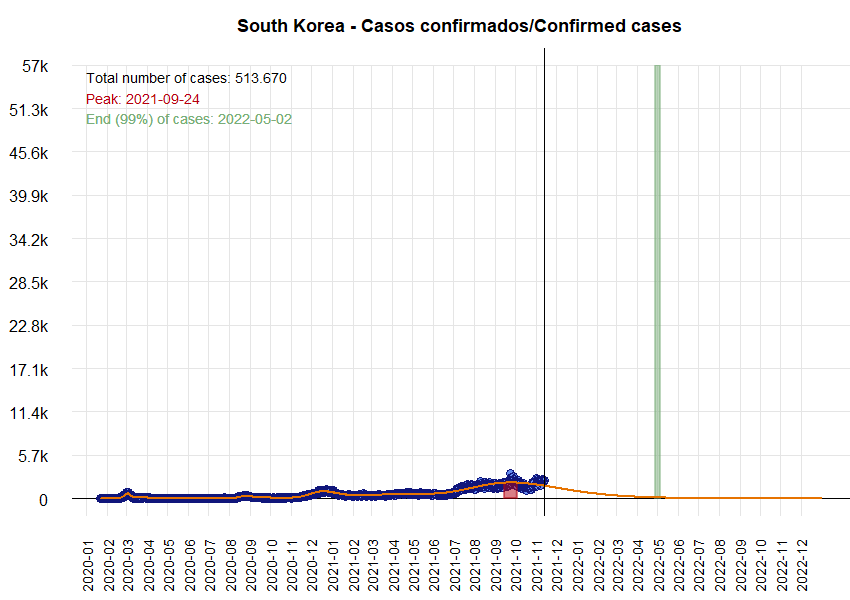 South Korea - Casos confirmados/Confirmed cases
57k
51.3k
45.6k
39.9k
34.2k
28.5k
22.8k
17.1k
11.4k
5.7k
0
Total number of cases: 513.670
Peak: 2021-09-24
End (99%) of cases: 2022-05-02
2020-01
2020-02
2020-03
2020-04
2020-05
2020-06
2020-07
2020-08
2020-09
2020-10
2020-11
2020-12
2021-01
2021-02
2021-03
2021-04
2021-05
2021-06
2021-07
2021-08
2021-09
2021-10
2021-11
2021-12
2022-01
2022-02
2022-03
2022-04
2022-05
2022-06
2022-07
2022-08
2022-09
2022-10
2022-11
2022-12